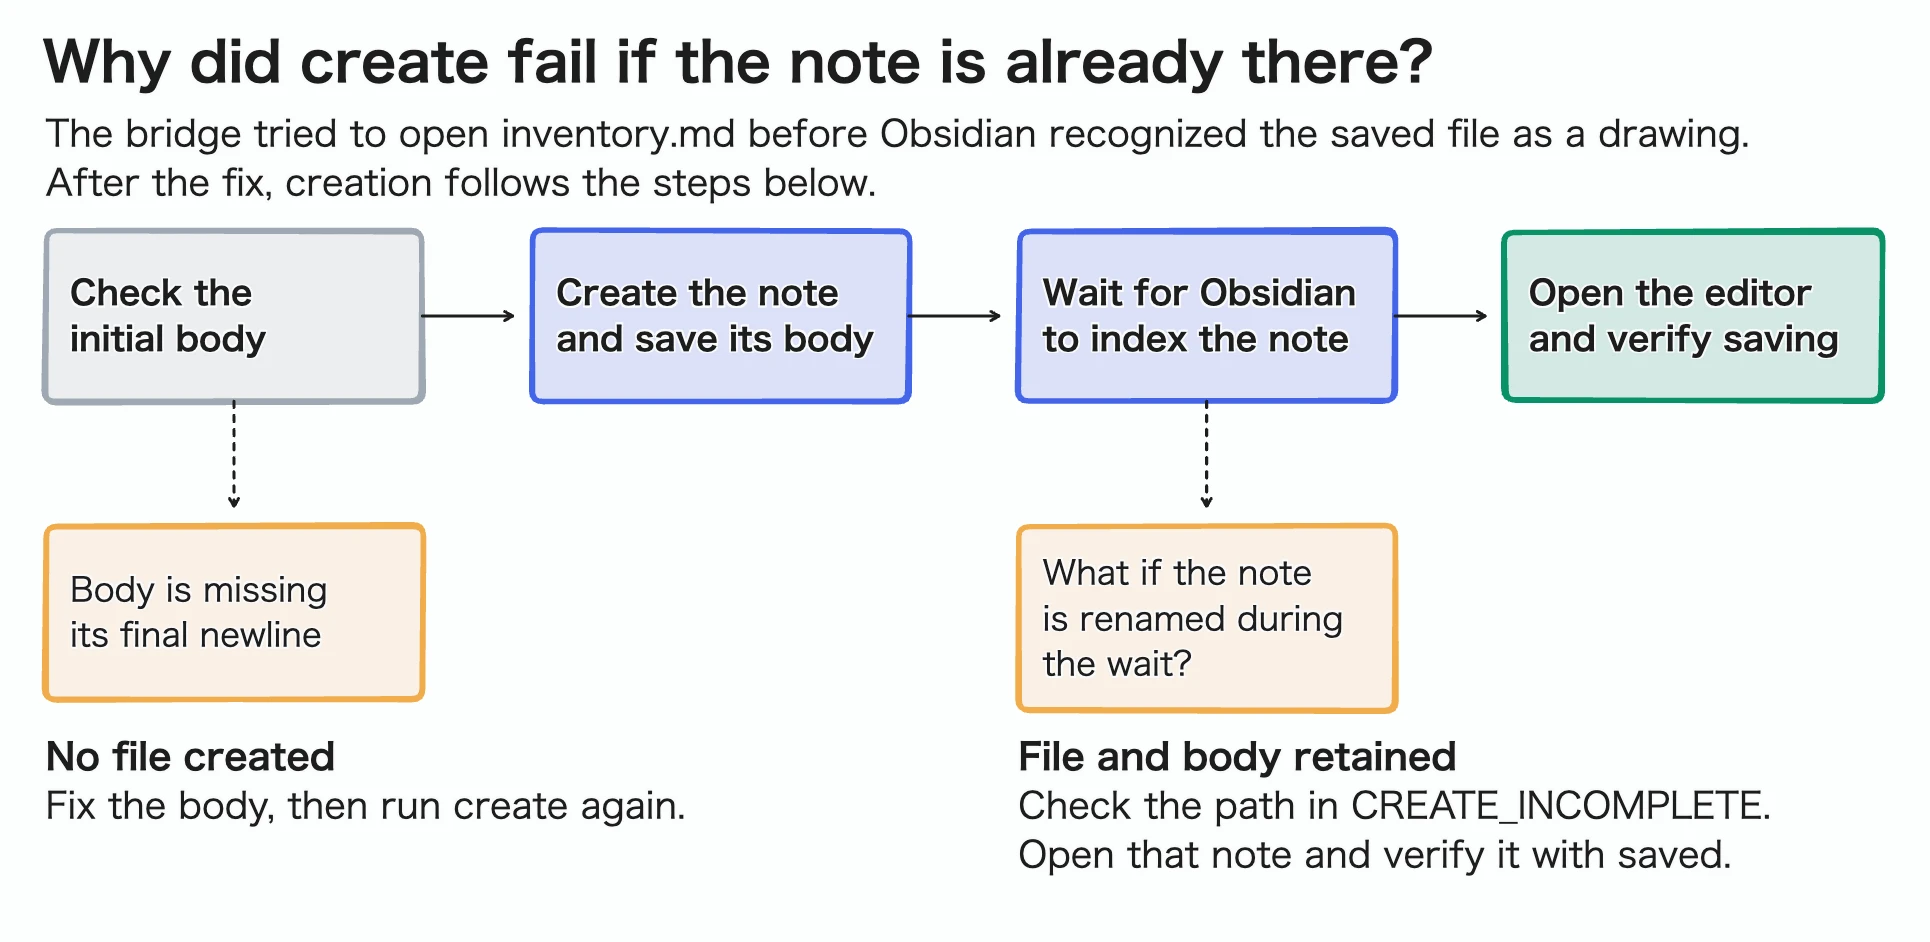 Why did create fail if the note is already there?
The bridge tried to open inventory.md before Obsidian recognized the saved file as a drawing.
After the fix, creation follows the steps below.
Check the
initial body
Create the note
and save its body
Wait for Obsidian
to index the note
Open the editor
and verify saving
Body is missing
its final newline
What if the note
is renamed during
the wait?
No file created
Fix the body, then run create again.
File and body retained
Check the path in CREATE_INCOMPLETE.
Open that note and verify it with saved.